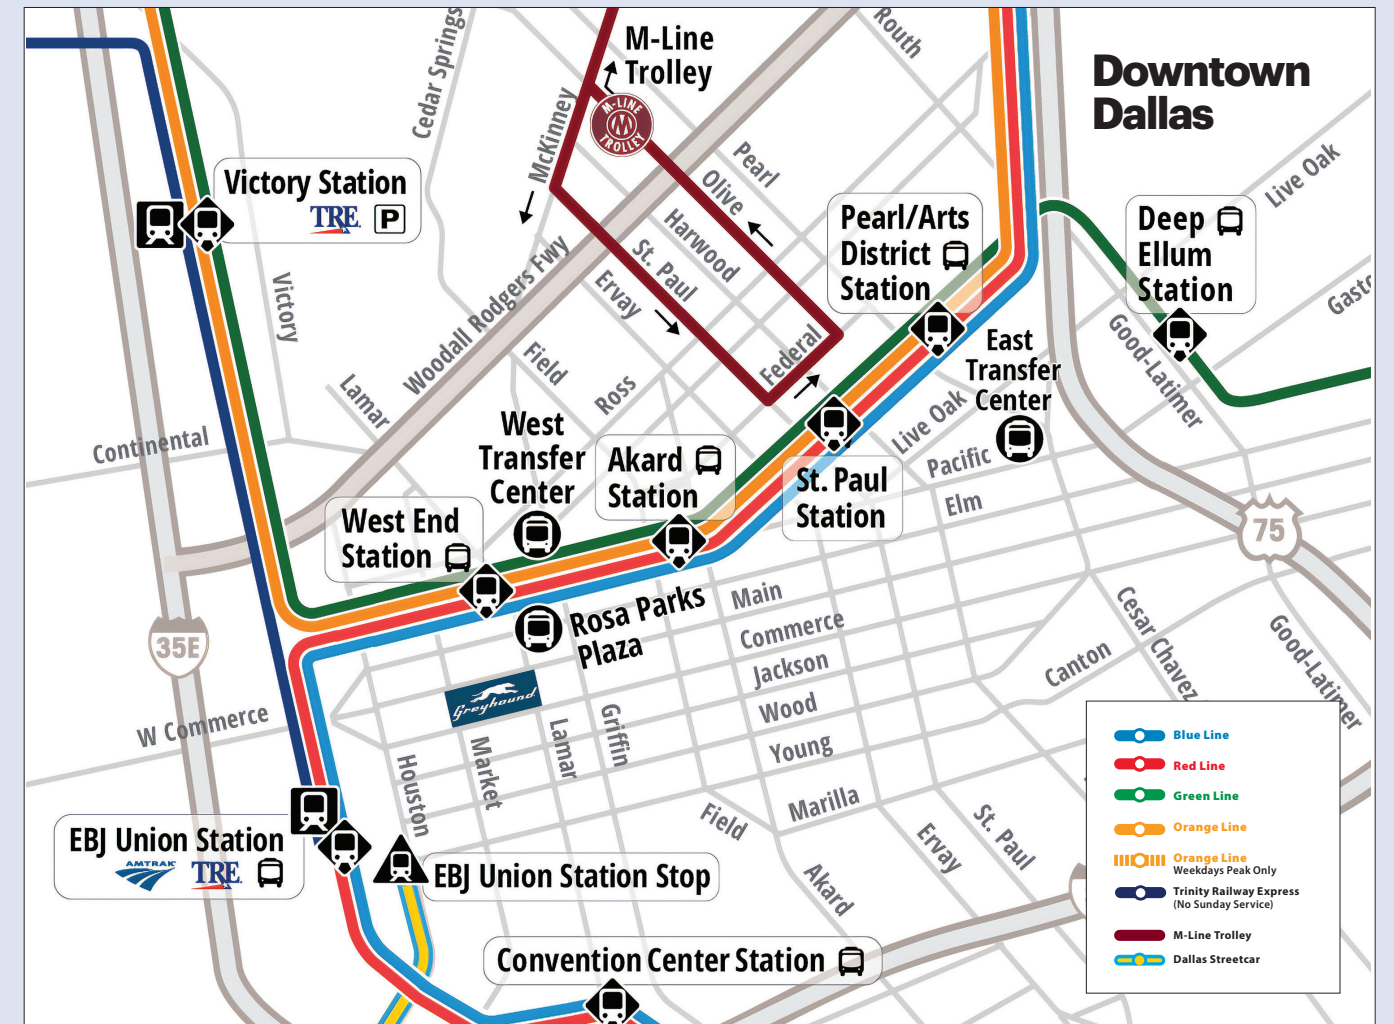 Downtown
Dallas
M-Line
Trolley
M-LINE
M
TROLLEY
Cedar Springs
McKinney
Routh
Pearl
Olive
Harwood
St. Paul
Ervay
Live Oak
Victory Station
TRE
P
Victory
Woodall Rodgers Fwy
Pearl/Arts
District
Station
Deep
Ellum
Station
Good-Latimer
East
Transfer
Center
Federal
Field
Ross
Lamar
Continental
West
Transfer
Center
Akard
Station
St. Paul
Station
Live Oak
Pacific
Elm
West End
Station
75
35E
Rosa Parks
Plaza
Main
Commerce
Jackson
Wood
Young
Marilla
Canton
Cesar Chavez
Good-Latimer
Greyhound
W Commerce
Houston
Market
Lamar
Griffin
Field
Akard
Ervay
St. Paul
EBJ Union Station
AMTRAK
TRE
EBJ Union Station Stop
Convention Center Station
Blue Line
Red Line
Green Line
Orange Line
Orange Line
Weekdays Peak Only
Trinity Railway Express
(No Sunday Service)
M-Line Trolley
Dallas Streetcar